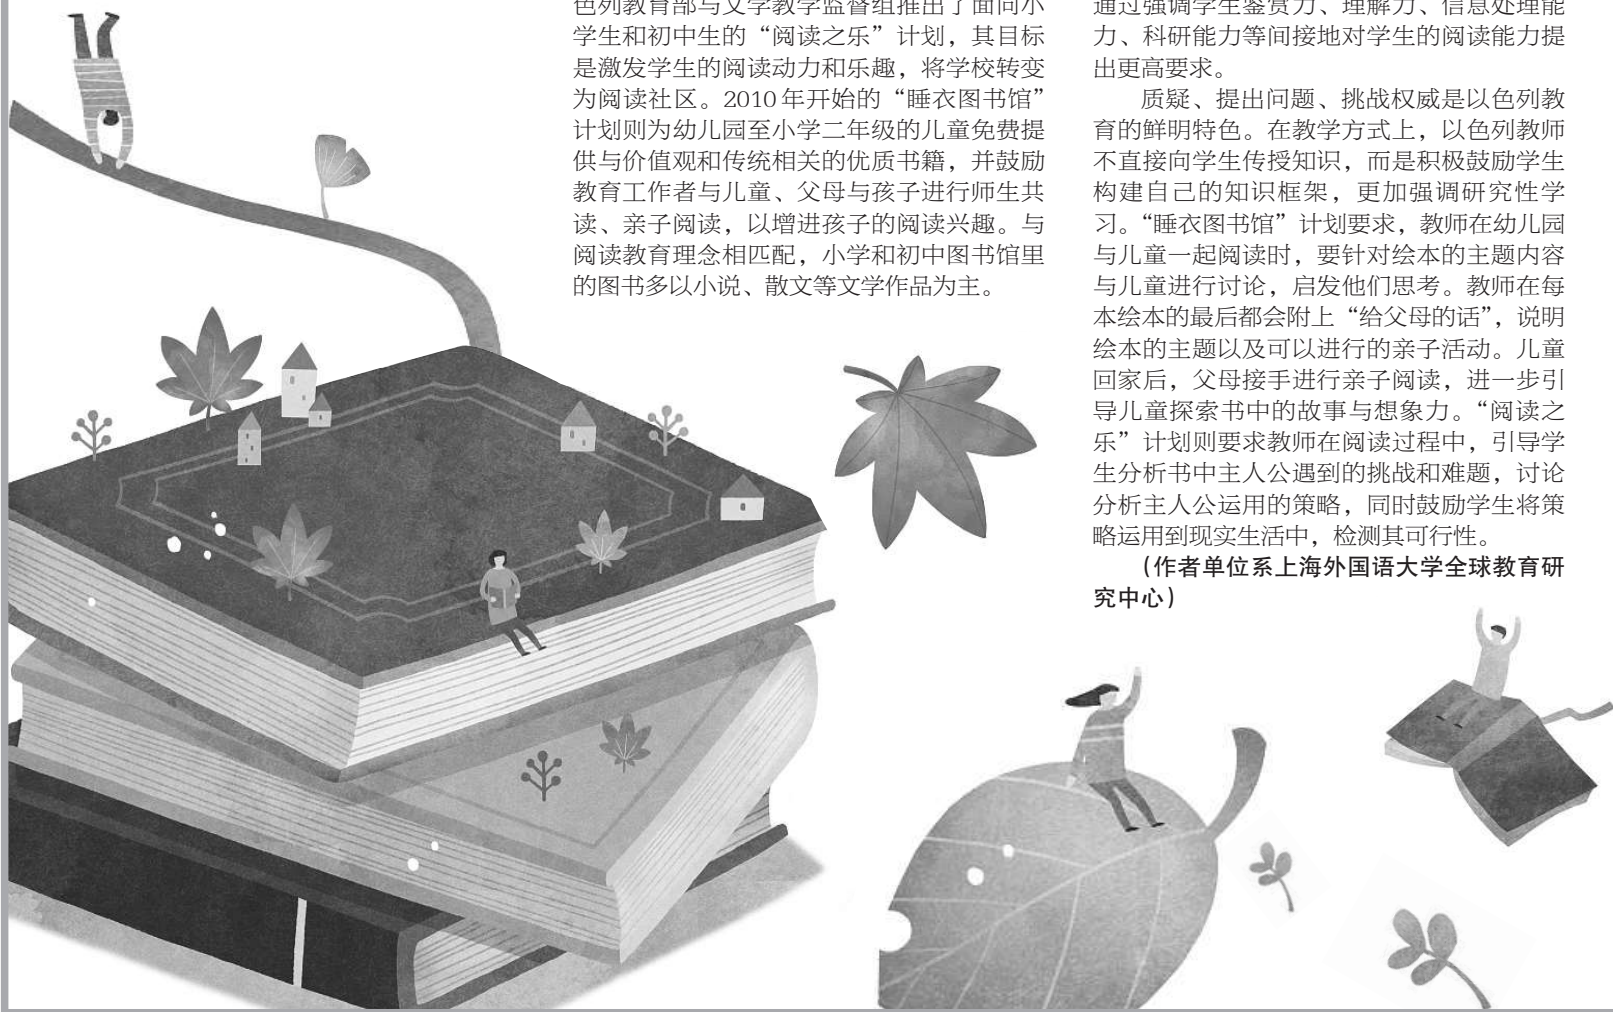 色列教育部与文学教学监督组推出了面向小
学生和初中生的“阅读之乐”计划，其目标
是激发学生的阅读动力和乐趣，将学校转变
为阅读社区。2010年开始的“睡衣图书馆”
计划则为幼儿园至小学二年级的儿童免费提
供与价值观和传统相关的优质书籍，并鼓励
教育工作者与儿童、父母与孩子进行师生共
读、亲子阅读，以增进孩子的阅读兴趣。与
阅读教育理念相匹配，小学和初中图书馆里
的图书多以小说、散文等文学作品为主。
通过强调学生鉴赏力、理解力、信息处理能
力、科研能力等间接地对学生的阅读能力提
出更高要求。
质疑、提出问题、挑战权威是以色列教
育的鲜明特色。在教学方式上，以色列教师
不直接向学生传授知识，而是积极鼓励学生
构建自己的知识框架，更加强调研究性学
习。“睡衣图书馆”计划要求，教师在幼儿园
与儿童一起阅读时，要针对绘本的主题内容
与儿童进行讨论，启发他们思考。教师在每
本绘本的最后都会附上“给父母的话”，说明
绘本的主题以及可以进行的亲子活动。儿童
回家后，父母接手进行亲子阅读，进一步引
导儿童探索书中的故事与想象力。“阅读之
乐”计划则要求教师在阅读过程中，引导学
生分析书中主人公遇到的挑战和难题，讨论
分析主人公运用的策略，同时鼓励学生将策
略运用到现实生活中，检测其可行性。
（作者单位系上海外国语大学全球教育研
究中心）